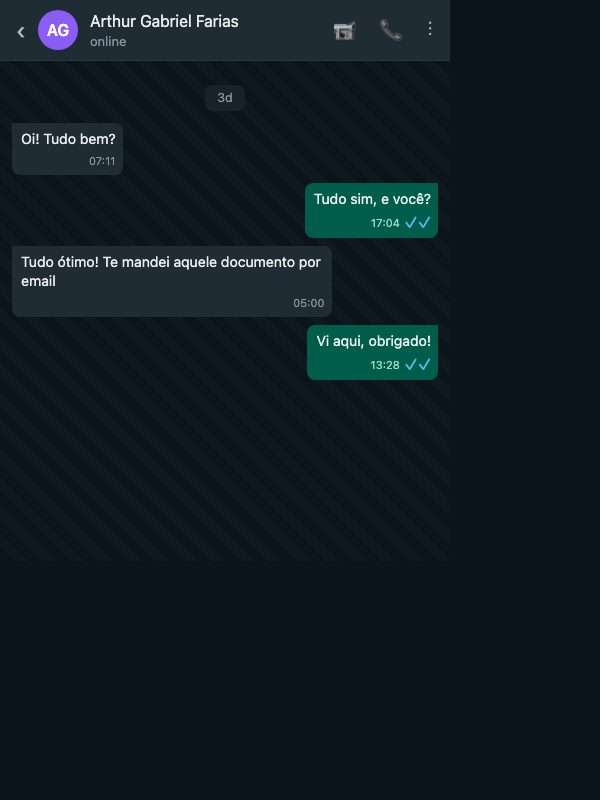 AG
Arthur Gabriel Farias
online
3d
Oi! Tudo bem?
07:11
Tudo sim, e você?
17:04
Tudo ótimo! Te mandei aquele documento por
email
05:00
Vi aqui, obrigado!
13:28